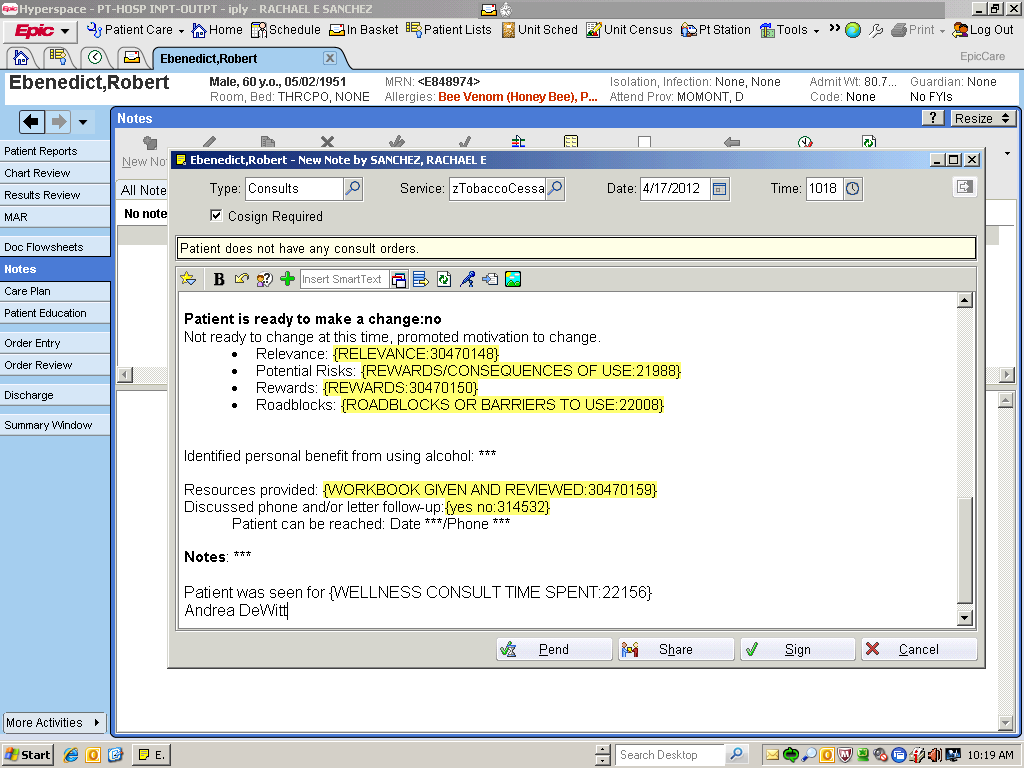 Hyperspace - PT-HOSP INPT-OUTPT - iply - RACHAEL E SANCHEZ
Epic Patient Care Home Schedule In Basket Patient Lists Unit Sched Unit Census Pt Station Tools Print Log Out
Ebenedict,Robert EpicCare
Ebenedict,Robert Male, 60 y.o., 05/02/1951 MRN: <E848974> Isolation, Infection: None, None Admit Wt: 80.7... Guardian: None
Room, Bed: THRCPO, NONE Allergies: Bee Venom (Honey Bee), P... Attend Prov: MOMONT, D Code: None No FYIs
Notes ? Resize
Patient Reports
Chart Review
Results Review
MAR
Doc Flowsheets
Notes
Care Plan
Patient Education
Order Entry
Order Review
Discharge
Summary Window
More Activities
New No
All Note
No note
Ebenedict,Robert - New Note by SANCHEZ, RACHAEL E
Type: Consults Service: zTobaccoCessa Date: 4/17/2012 Time: 1018
Cosign Required
Patient does not have any consult orders.
B Insert SmartText
Patient is ready to make a change:no
Not ready to change at this time, promoted motivation to change.
• Relevance: {RELEVANCE:30470148}
• Potential Risks: {REWARDS/CONSEQUENCES OF USE:21988}
• Rewards: {REWARDS:30470150}
• Roadblocks: {ROADBLOCKS OR BARRIERS TO USE:22008}
Identified personal benefit from using alcohol: ***
Resources provided: {WORKBOOK GIVEN AND REVIEWED:30470159}
Discussed phone and/or letter follow-up:{yes no:314532}
Patient can be reached: Date ***/Phone ***
Notes: ***
Patient was seen for {WELLNESS CONSULT TIME SPENT:22156}
Andrea DeWitt
Pend Share Sign Cancel
Start E. Search Desktop 10:19 AM